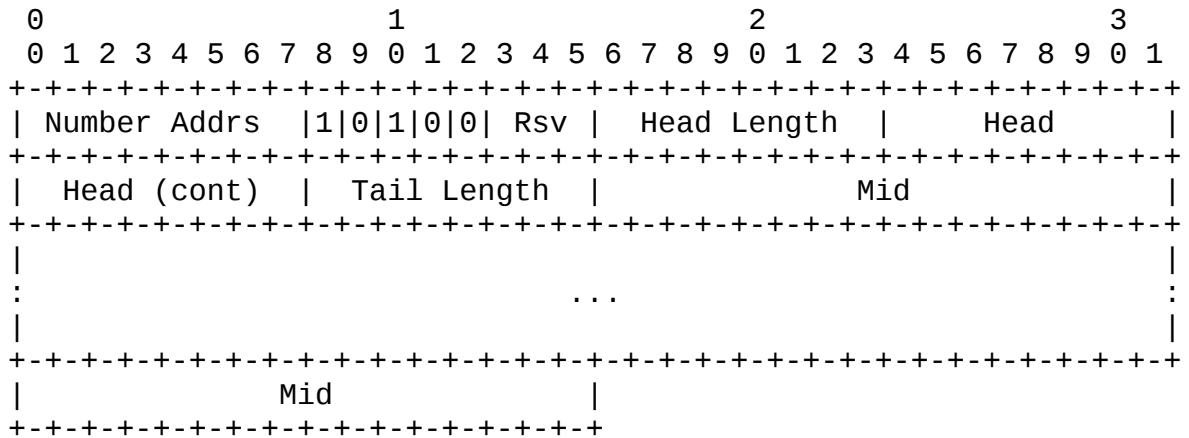 0                   1                   2                   3
 0 1 2 3 4 5 6 7 8 9 0 1 2 3 4 5 6 7 8 9 0 1 2 3 4 5 6 7 8 9 0 1
+-+-+-+-+-+-+-+-+-+-+-+-+-+-+-+-+-+-+-+-+-+-+-+-+-+-+-+-+-+-+-+-+
| Number Addrs  |1|0|1|0|0| Rsv |  Head Length  |     Head      |
+-+-+-+-+-+-+-+-+-+-+-+-+-+-+-+-+-+-+-+-+-+-+-+-+-+-+-+-+-+-+-+-+
|  Head (cont)  |  Tail Length  |              Mid              |
+-+-+-+-+-+-+-+-+-+-+-+-+-+-+-+-+-+-+-+-+-+-+-+-+-+-+-+-+-+-+-+-+
|                                                               |
:                              ...                              :
|                                                               |
+-+-+-+-+-+-+-+-+-+-+-+-+-+-+-+-+-+-+-+-+-+-+-+-+-+-+-+-+-+-+-+-+
|              Mid              |
+-+-+-+-+-+-+-+-+-+-+-+-+-+-+-+-+